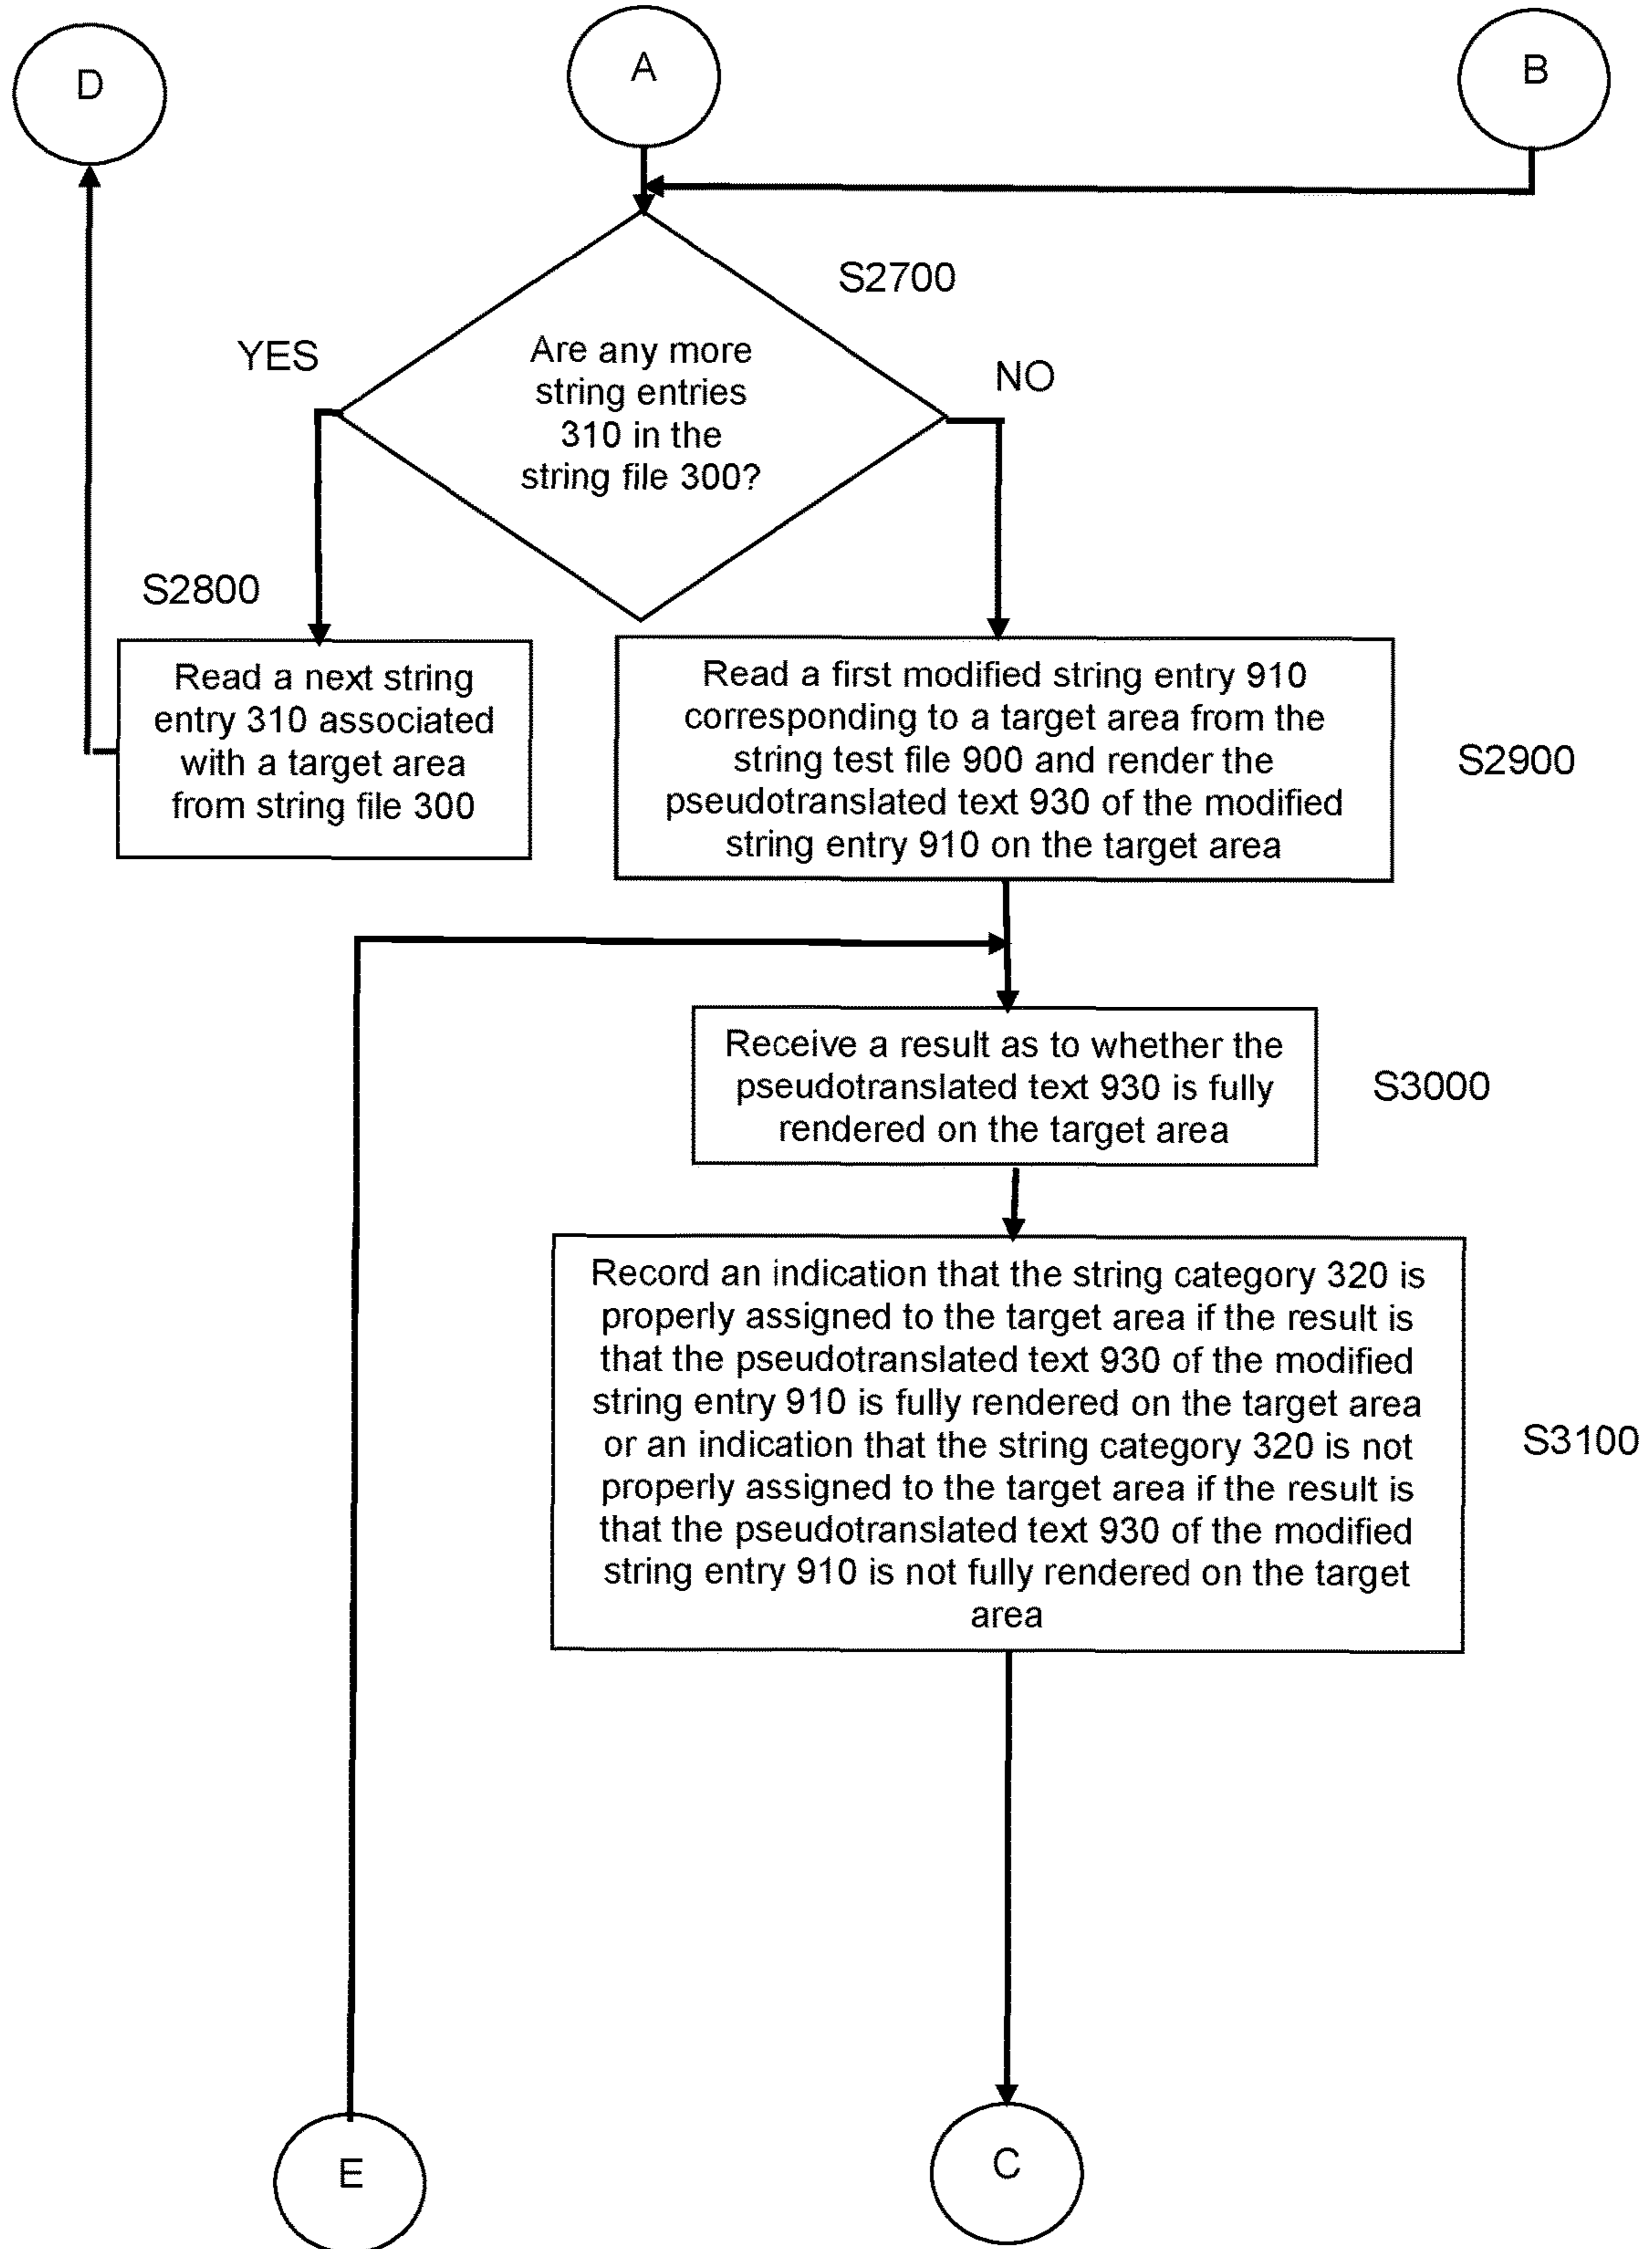 D
A
B
S2700
YES
Are any more
string entries
310 in the
string file 300?
NO
S2800
Read a next string
entry 310 associated
with a target area
from string file 300
Read a first modified string entry 910
corresponding to a target area from the
string test file 900 and render the
pseudotranslated text 930 of the modified
string entry 910 on the target area
S2900
Receive a result as to whether the
pseudotranslated text 930 is fully
rendered on the target area
S3000
Record an indication that the string category 320 is
properly assigned to the target area if the result is
that the pseudotranslated text 930 of the modified
string entry 910 is fully rendered on the target area
or an indication that the string category 320 is not
properly assigned to the target area if the result is
that the pseudotranslated text 930 of the modified
string entry 910 is not fully rendered on the target
area
S3100
E
C